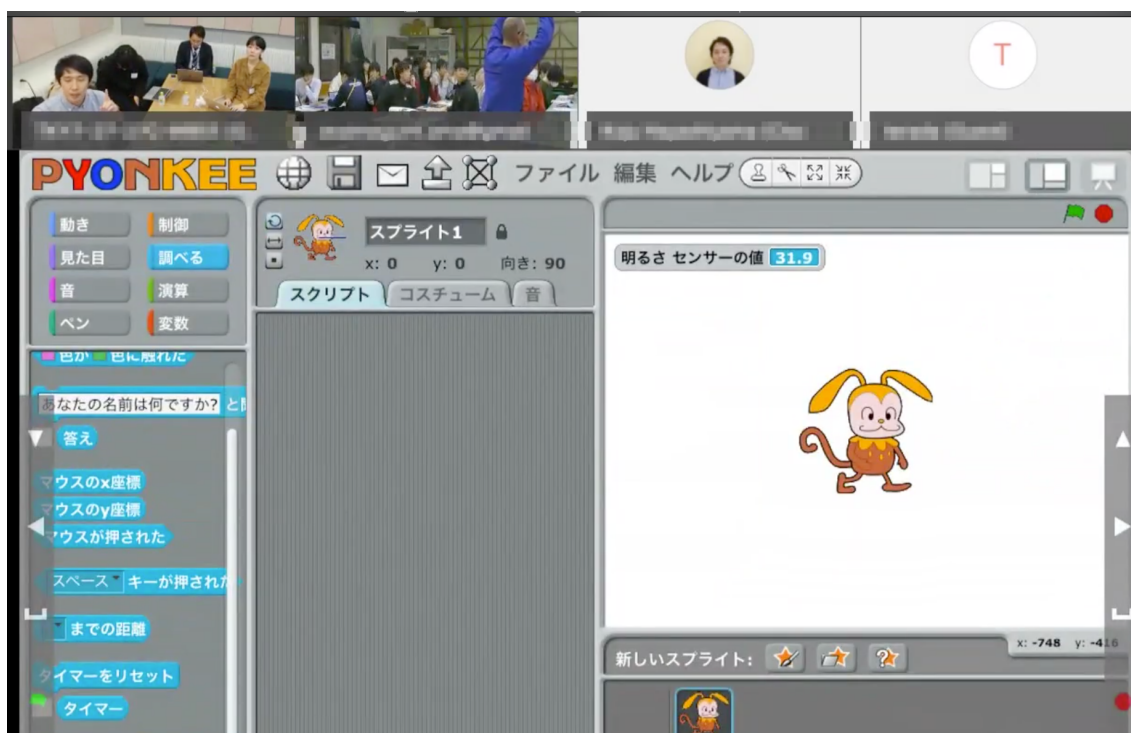 T
PYONKEE ファイル 編集 ヘルプ
動き 制御
見た目 調べる
音 演算
ペン 変数
スプライト1
x: 0 y: 0 向き: 90
スクリプト コスチューム 音
明るさ センサーの値 31.9
色が 色に触れた
あなたの名前は何ですか? と
答え
マウスのx座標
マウスのy座標
マウスが押された
スペース キーが押された
までの距離
タイマーをリセット
タイマー
x: -748 y: -416
新しいスプライト: